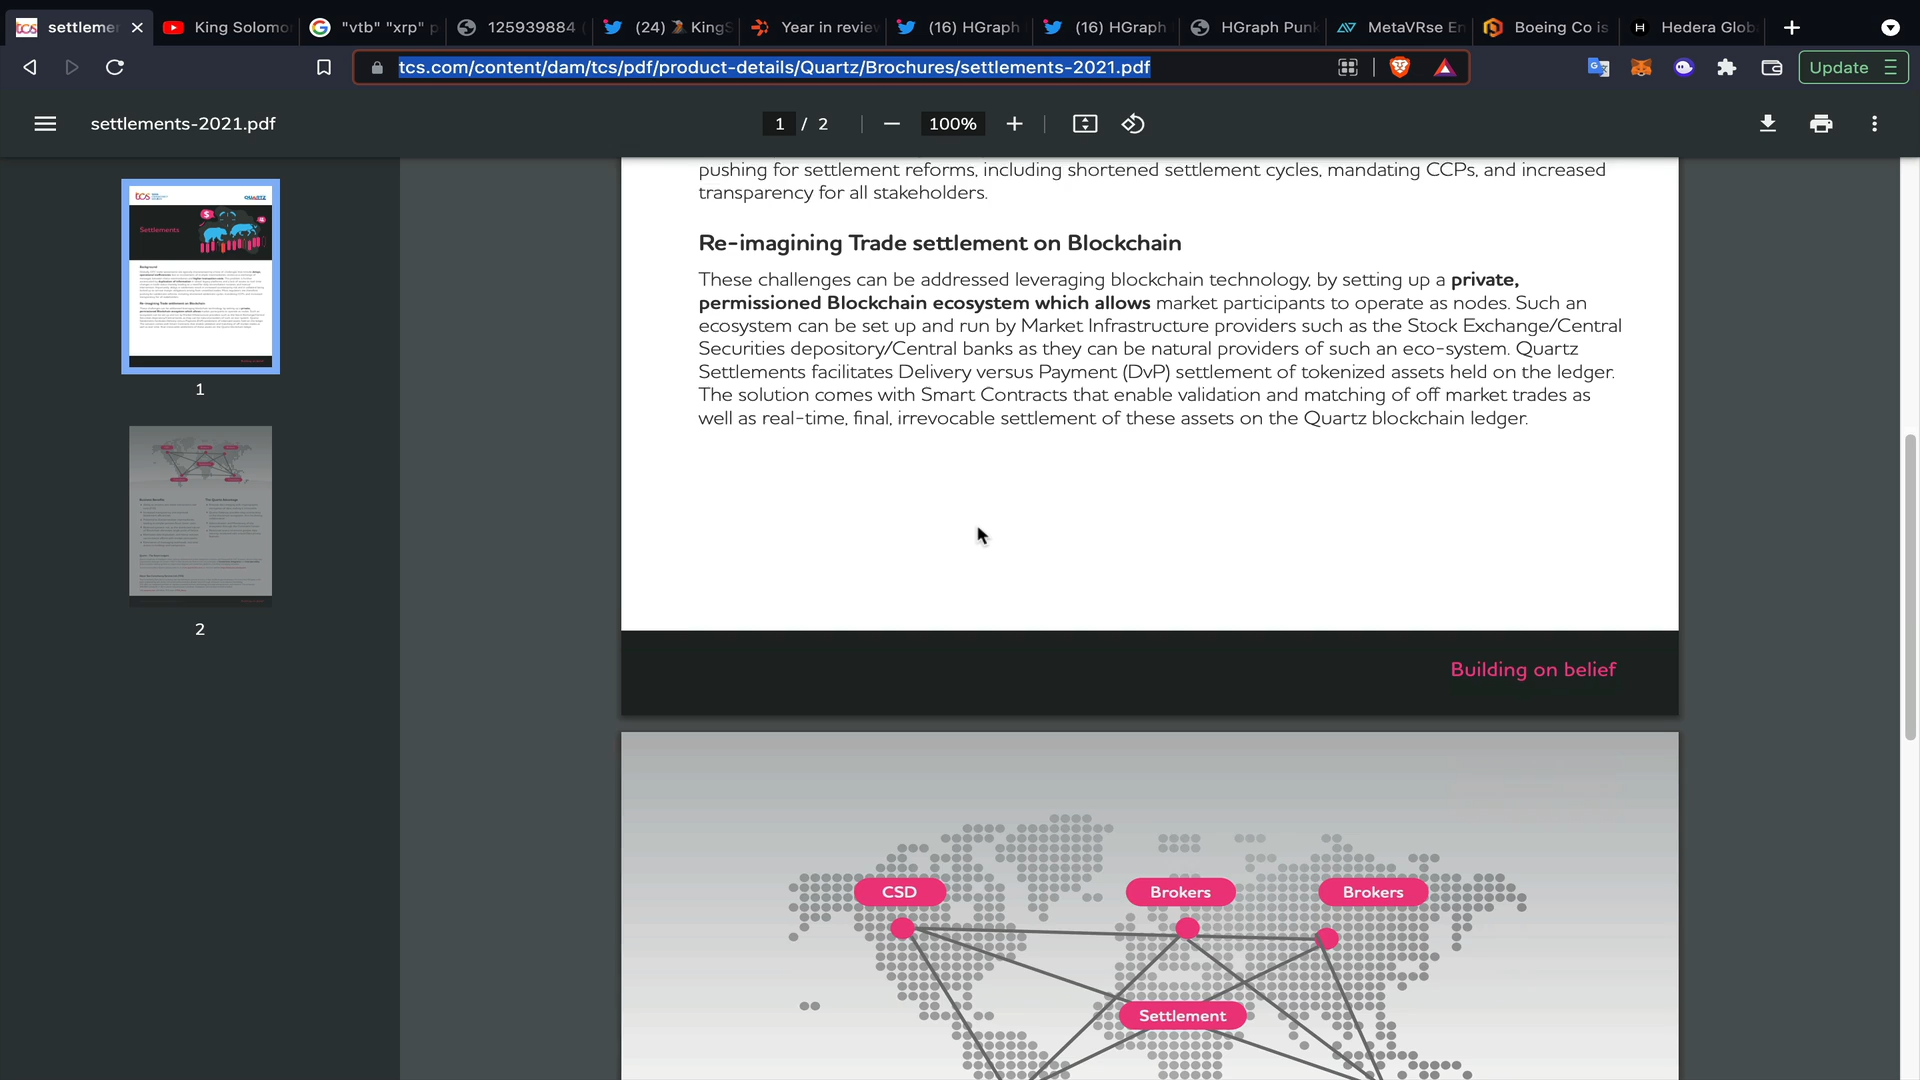 settlemer
King Solomo
"vtb" "xrp" p
125939884 (
(24) KingS
Year in review
(16) HGraph
(16) HGraph
HGraph Punk
MetaVRse En
Boeing Co is
Hedera Glob
tcs.com/content/dam/tcs/pdf/product-details/Quartz/Brochures/settlements-2021.pdf
Update
settlements-2021.pdf
1 / 2
100%
tcs
QUARTZ
Settlements
1
2
pushing for settlement reforms, including shortened settlement cycles, mandating CCPs, and increased
transparency for all stakeholders.
Re-imagining Trade settlement on Blockchain
These challenges can be addressed leveraging blockchain technology, by setting up a private,
permissioned Blockchain ecosystem which allows market participants to operate as nodes. Such an
ecosystem can be set up and run by Market Infrastructure providers such as the Stock Exchange/Central
Securities depository/Central banks as they can be natural providers of such an eco-system. Quartz
Settlements facilitates Delivery versus Payment (DvP) settlement of tokenized assets held on the ledger.
The solution comes with Smart Contracts that enable validation and matching of off market trades as
well as real-time, final, irrevocable settlement of these assets on the Quartz blockchain ledger.
Building on belief
CSD
Brokers
Brokers
Settlement